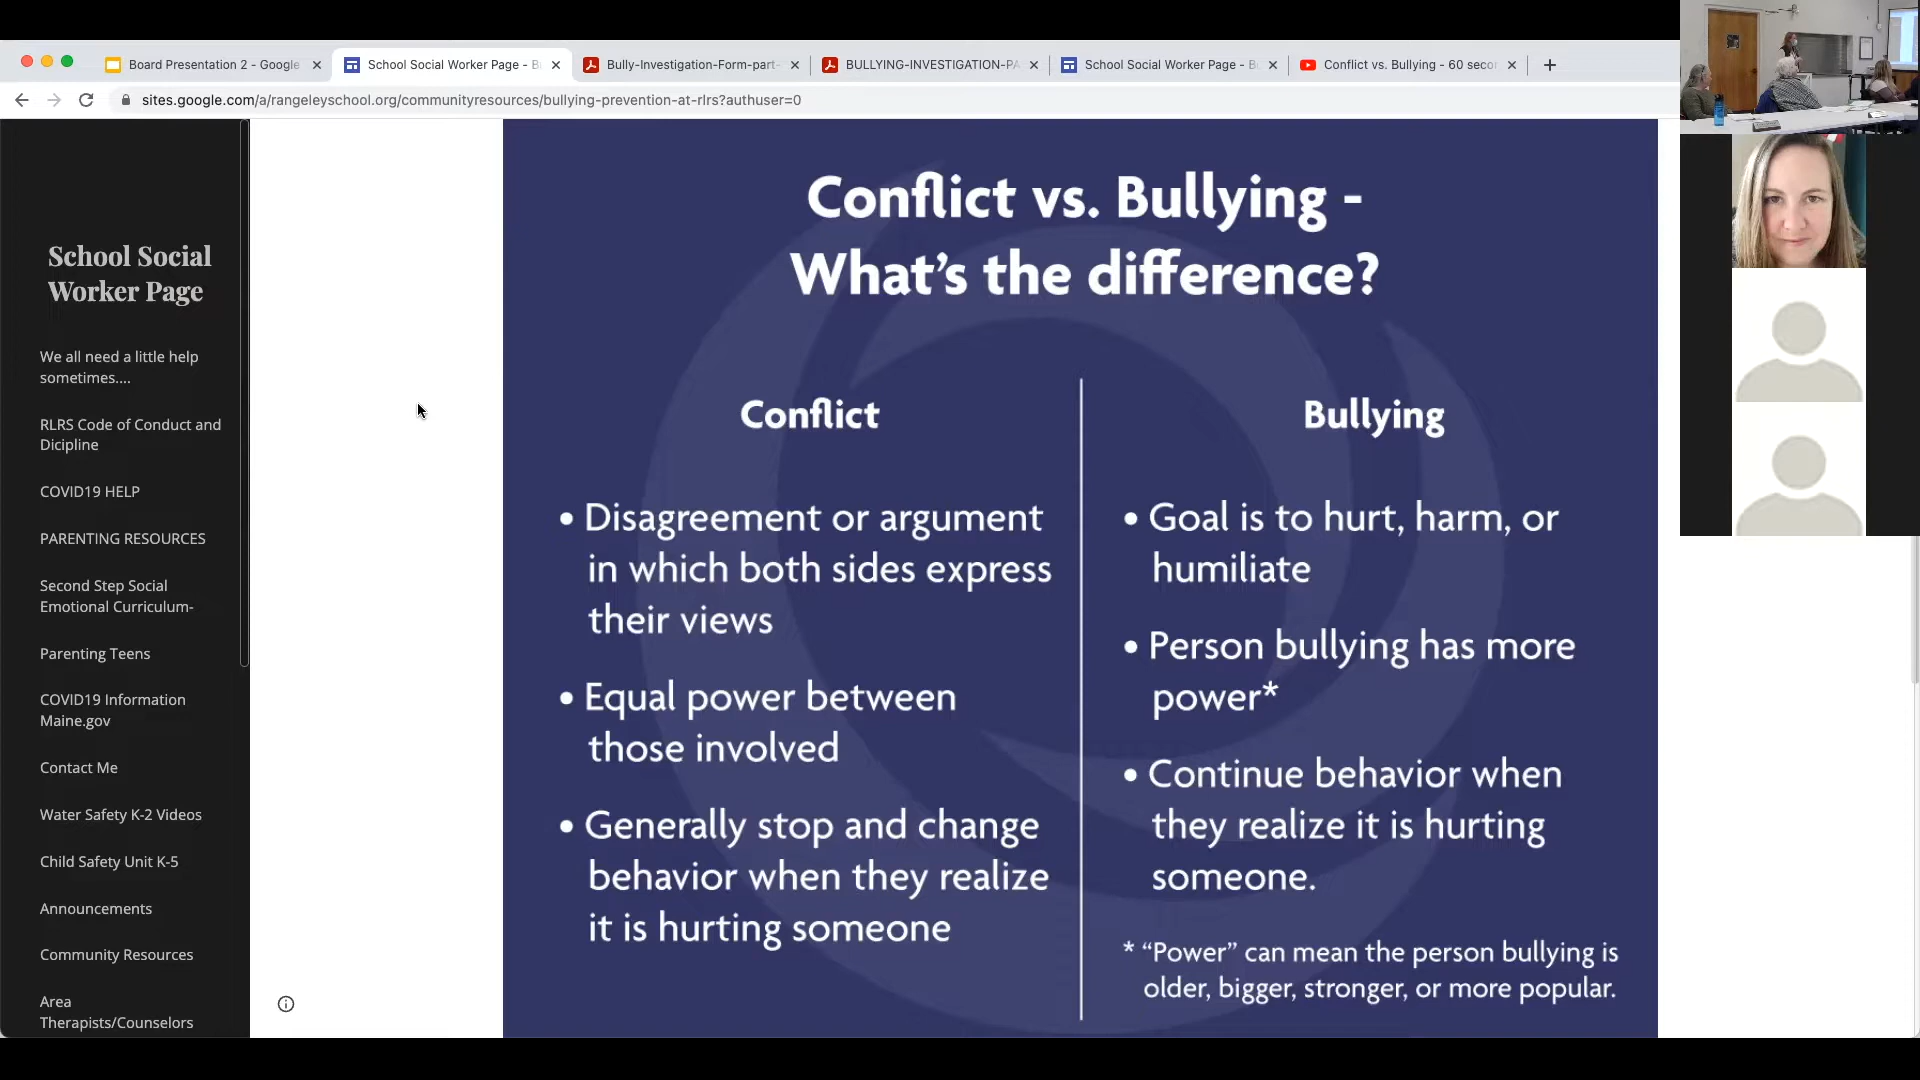 Board Presentation 2 - Google
School Social Worker Page - B
Bully-Investigation-Form-part-
BULLYING-INVESTIGATION-PA
School Social Worker Page - B
Conflict vs. Bullying - 60 secon
sites.google.com/a/rangeleyschool.org/communityresources/bullying-prevention-at-rlrs?authuser=0
School Social
Worker Page
We all need a little help
sometimes....
RLRS Code of Conduct and
Dicipline
COVID19 HELP
PARENTING RESOURCES
Second Step Social
Emotional Curriculum-
Parenting Teens
COVID19 Information
Maine.gov
Contact Me
Water Safety K-2 Videos
Child Safety Unit K-5
Announcements
Community Resources
Area
Therapists/Counselors
Conflict vs. Bullying -
What's the difference?
Conflict
• Disagreement or argument
in which both sides express
their views
• Equal power between
those involved
• Generally stop and change
behavior when they realize
it is hurting someone
Bullying
• Goal is to hurt, harm, or
humiliate
• Person bullying has more
power*
• Continue behavior when
they realize it is hurting
someone.
* “Power” can mean the person bullying is
older, bigger, stronger, or more popular.